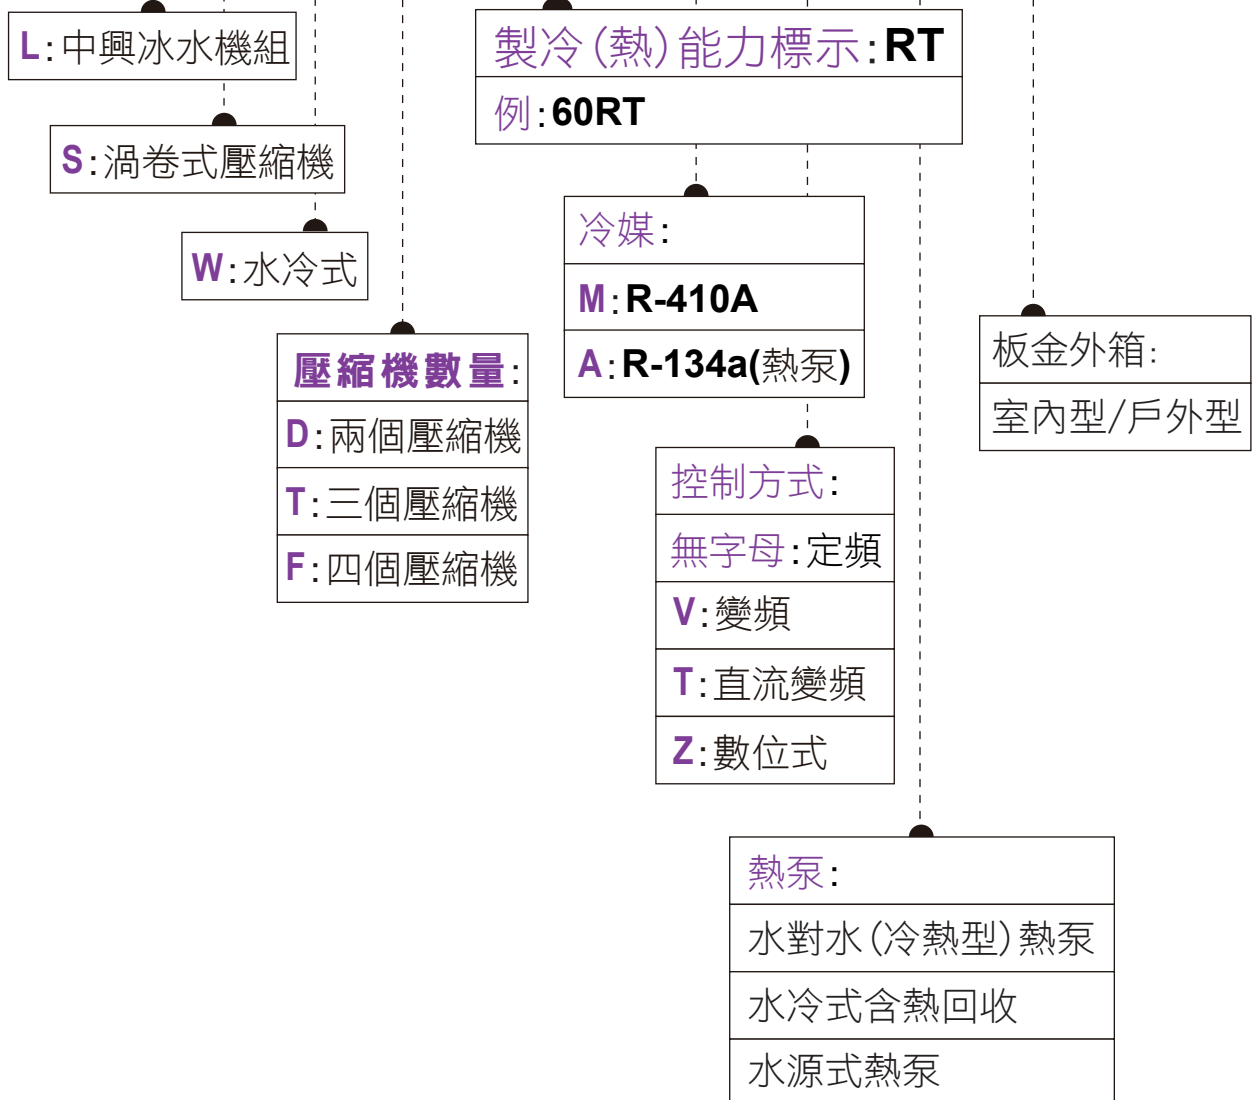 L:中興冰水機組
S:渦卷式壓縮機
W:水冷式
壓縮機數量:
D:兩個壓縮機
T:三個壓縮機
F:四個壓縮機
製冷(熱)能力標示:RT
例:60RT
冷媒:
M:R-410A
A:R-134a(熱泵)
控制方式:
無字母:定頻
V:變頻
T:直流變頻
Z:數位式
熱泵:
水對水(冷熱型)熱泵
水冷式含熱回收
水源式熱泵
板金外箱:
室內型/戶外型